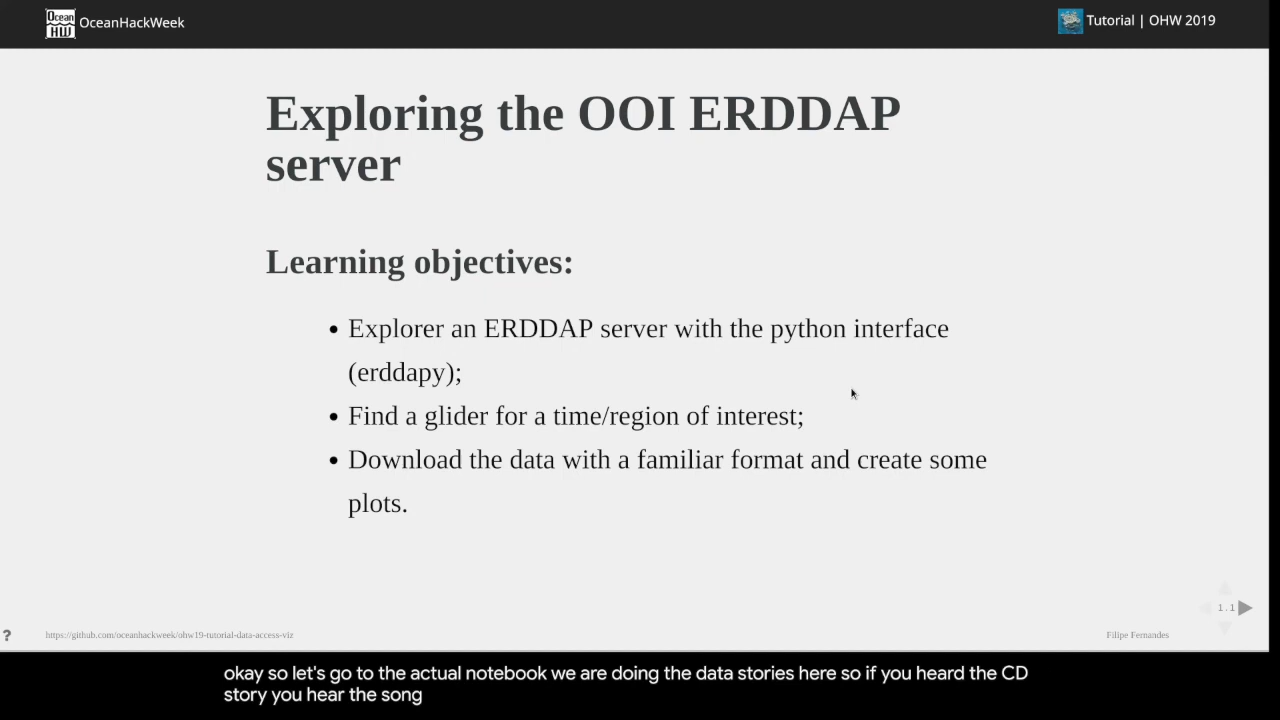 Ocean
HW
OceanHackWeek
Tutorial | OHW 2019
Exploring the OOI ERDDAP
server
Learning objectives:
• Explorer an ERDDAP server with the python interface
(erddapy);
• Find a glider for a time/region of interest;
• Download the data with a familiar format and create some
plots.
1.1
?
https://github.com/oceanhackweek/ohw19-tutorial-data-access-viz
Filipe Fernandes
okay so let's go to the actual notebook we are doing the data stories here so if you heard the CD
story you hear the song